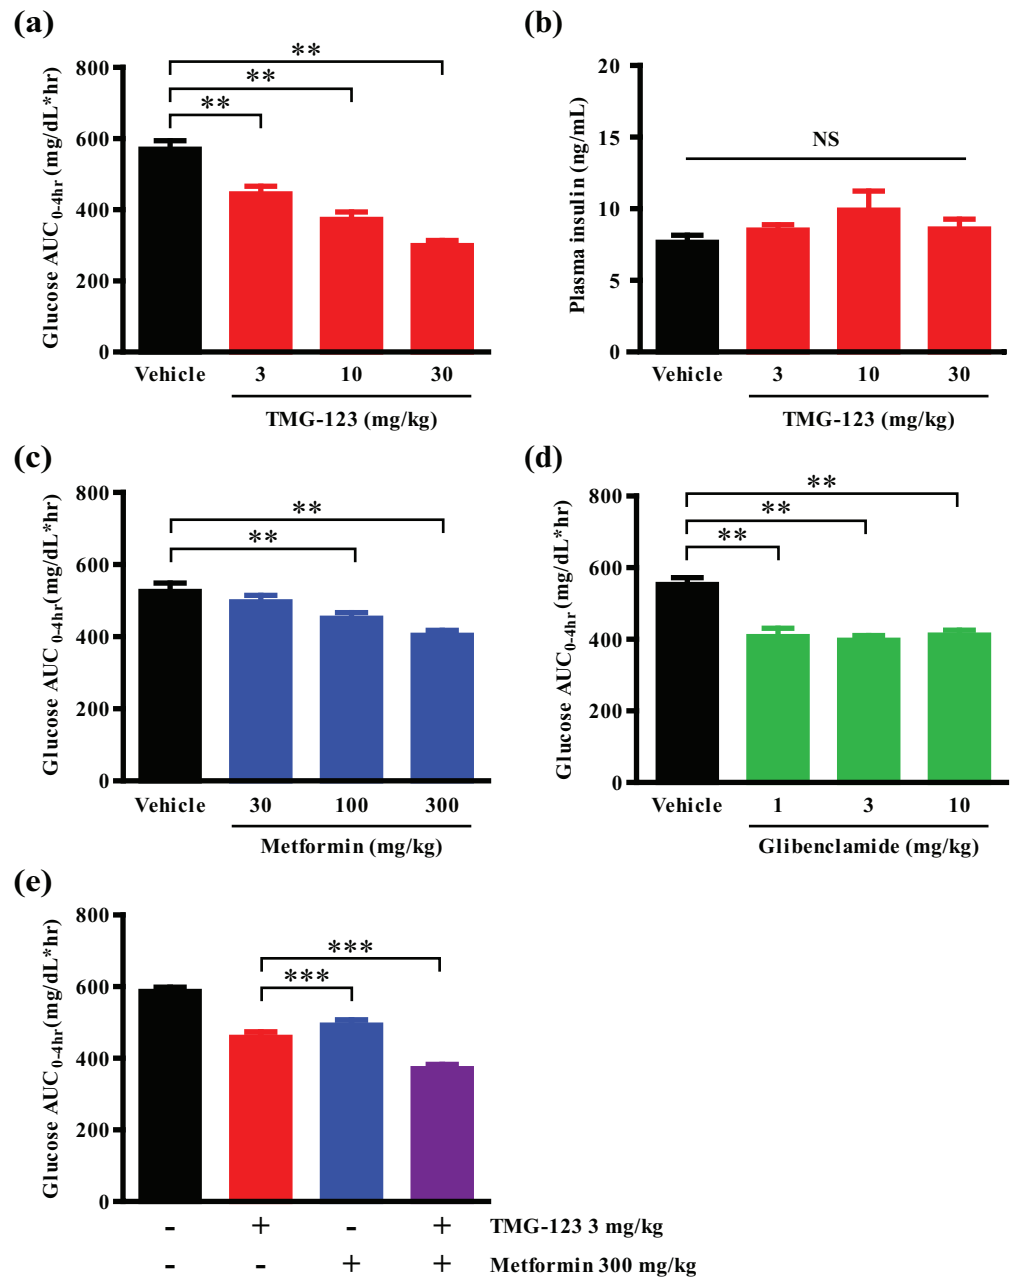 (a)
Glucose AUC0-4hr (mg/dL*hr)
800
600
400
200
0
**
**
**
Vehicle 3 10 30
TMG-123 (mg/kg)
(b)
Plasma insulin (ng/mL)
20
15
10
5
0
NS
Vehicle 3 10 30
TMG-123 (mg/kg)
(c)
Glucose AUC0-4hr(mg/dL*hr)
800
600
400
200
0
**
**
Vehicle 30 100 300
Metformin (mg/kg)
(d)
Glucose AUC0-4hr(mg/dL*hr)
800
600
400
200
0
**
**
**
Vehicle 1 3 10
Glibenclamide (mg/kg)
(e)
Glucose AUC0-4hr(mg/dL*hr)
800
600
400
200
0
***
***
- + - + TMG-123 3 mg/kg
- - + + Metformin 300 mg/kg